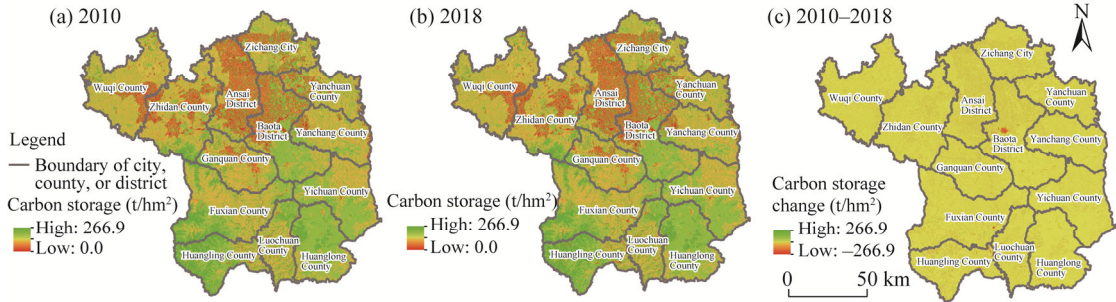 (a) 2010
Zichang City
Wuqi County
Zhidan County
Ansai
District
Yanchuan
County
Baota
District
Yanchang County
Ganquan County
Yichuan County
Fuxian County
Luochuan
County
Huangling County
Huanglong
County
Legend
Boundary of city,
county, or district
Carbon storage (t/hm²)
High: 266.9
Low: 0.0
(b) 2018
Zichang City
Wuqi County
Zhidan County
Ansai
District
Yanchuan
County
Baota
District
Yanchang County
Ganquan County
Yichuan County
Fuxian County
Luochuan
County
Huangling County
Huanglong
County
Carbon storage (t/hm²)
High: 266.9
Low: 0.0
(c) 2010–2018
N
Zichang City
Wuqi County
Zhidan County
Ansai
District
Yanchuan
County
Baota
District
Yanchang County
Ganquan County
Yichuan County
Fuxian County
Luochuan
County
Huangling County
Huanglong
County
Carbon storage
change (t/hm²)
High: 266.9
Low: –266.9
0 50 km